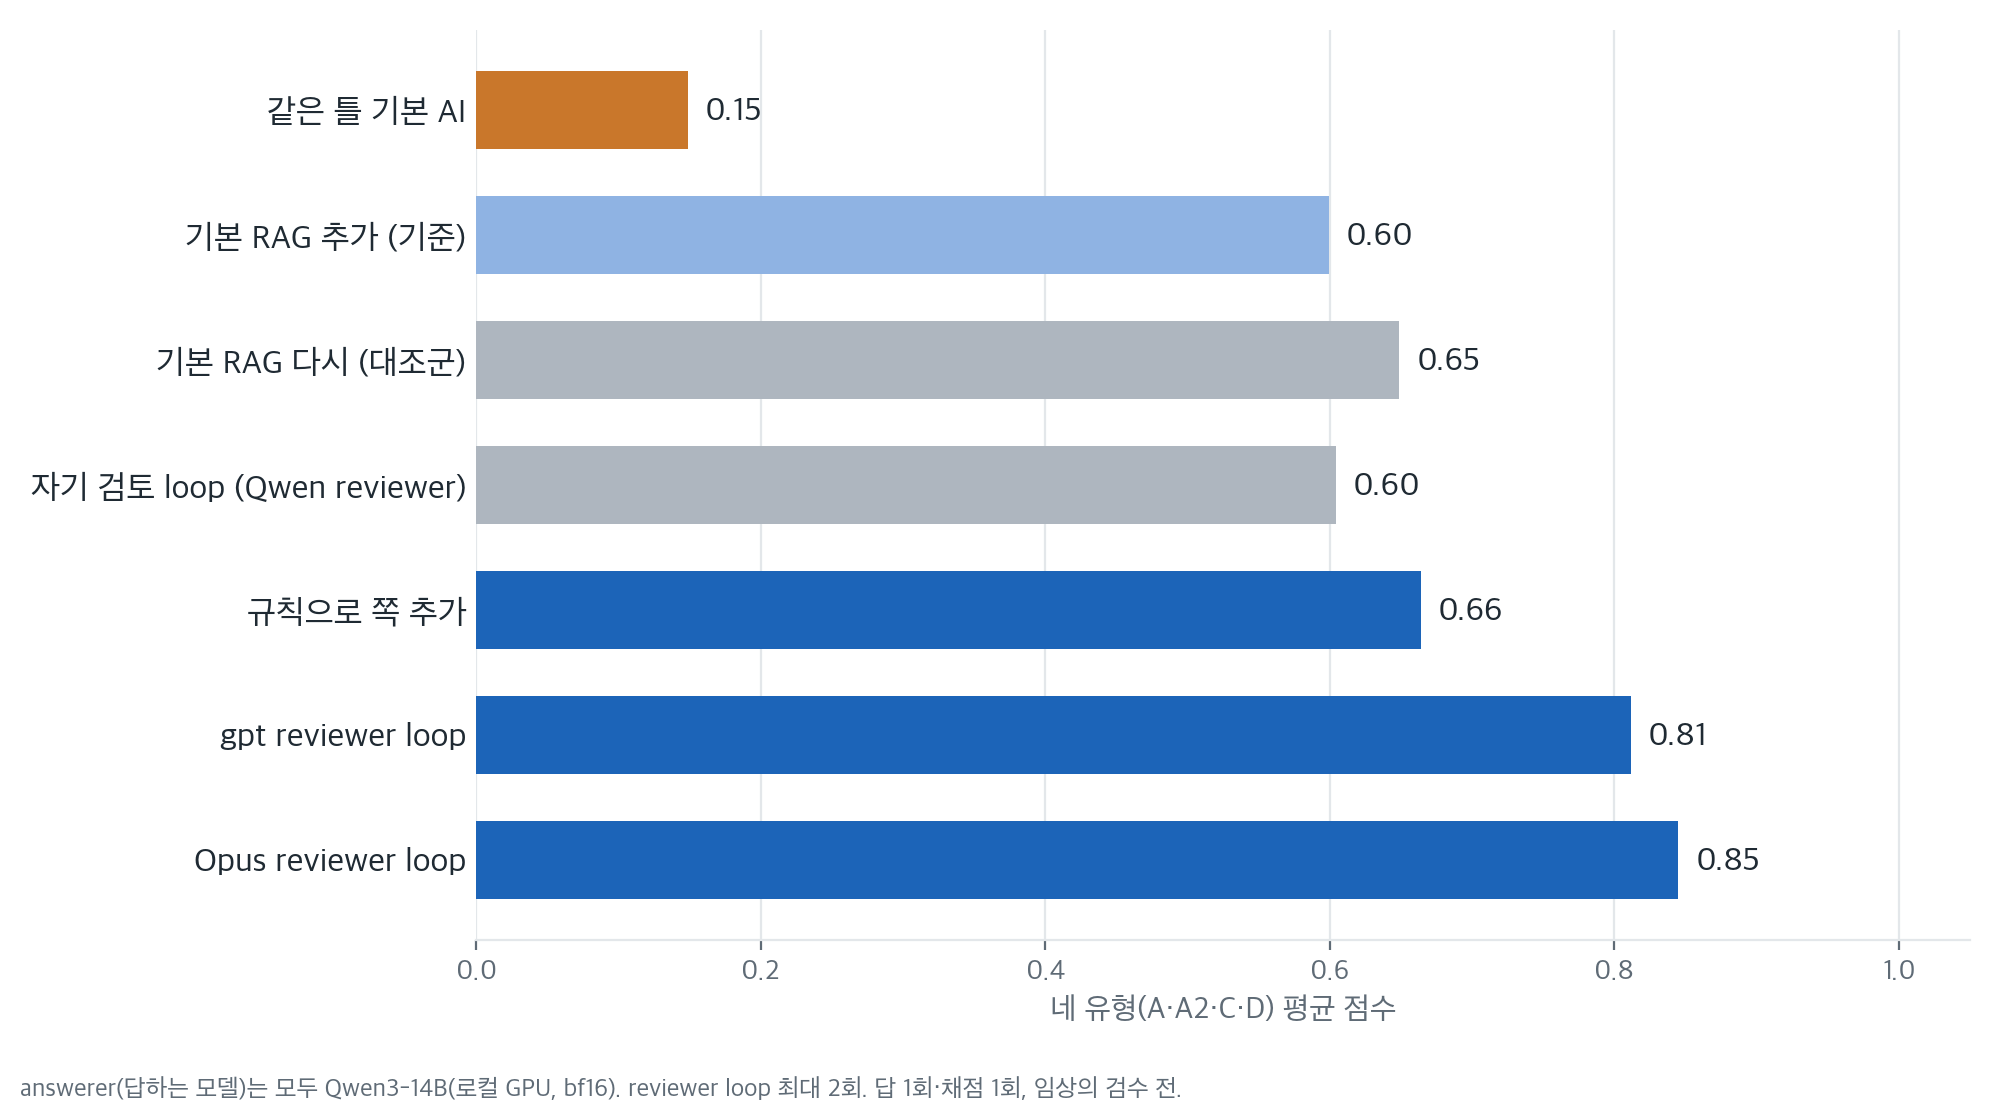 같은 틀 기본 AI
0.15
기본 RAG 추가 (기준)
0.60
기본 RAG 다시 (대조군)
0.65
자기 검토 loop (Qwen reviewer)
0.60
규칙으로 쪽 추가
0.66
gpt reviewer loop
0.81
Opus reviewer loop
0.85
0.0 0.2 0.4 0.6 0.8 1.0
네 유형(A·A2·C·D) 평균 점수
answerer(답하는 모델)는 모두 Qwen3-14B(로컬 GPU, bf16). reviewer loop 최대 2회. 답 1회·채점 1회, 임상의 검수 전.